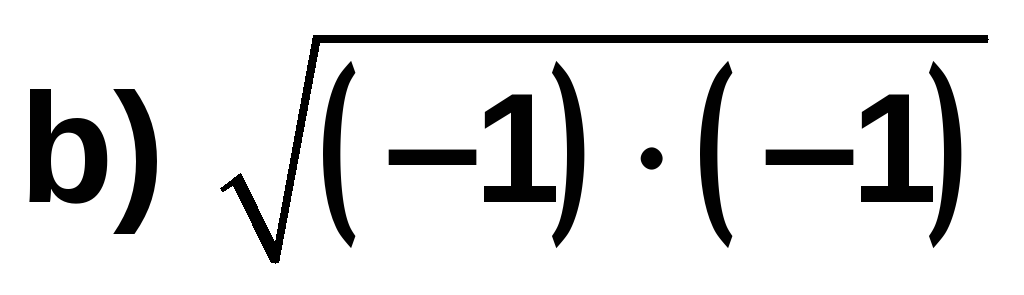 b) √(–1) · (–1)